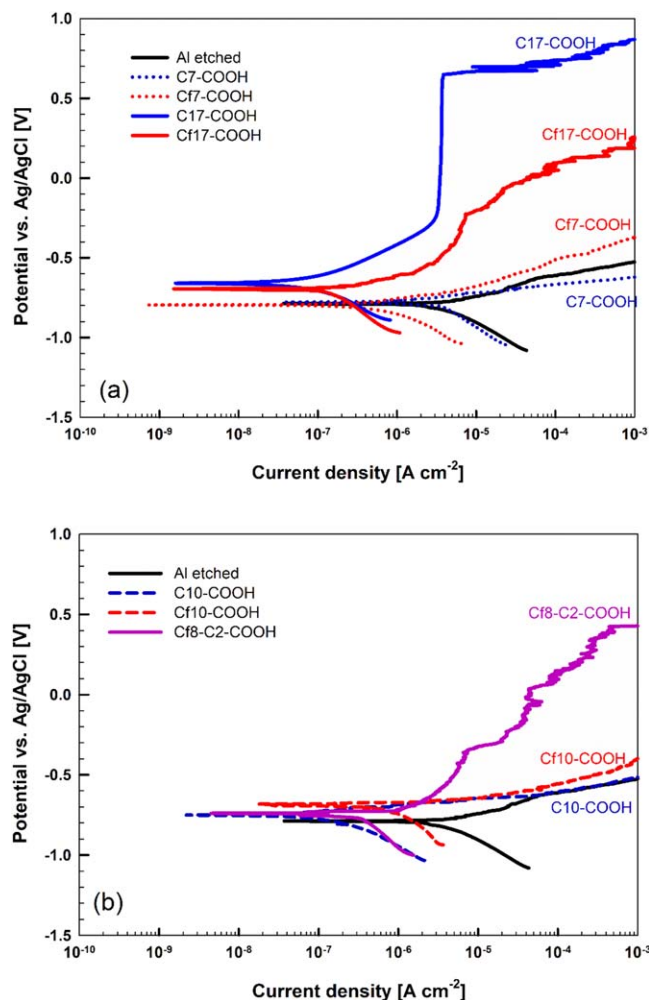 1.0
0.5
0.0
-0.5
-1.0
-1.5
Potential vs. Ag/AgCl [V]
Al etched
C7-COOH
Cf7-COOH
C17-COOH
Cf17-COOH
C17-COOH
Cf17-COOH
Cf7-COOH
C7-COOH
(a)
10-10 10-9 10-8 10-7 10-6 10-5 10-4 10-3
Current density [A cm-2]
1.0
0.5
0.0
-0.5
-1.0
-1.5
Potential vs. Ag/AgCl [V]
Al etched
C10-COOH
Cf10-COOH
Cf8-C2-COOH
Cf8-C2-COOH
Cf10-COOH
C10-COOH
(b)
10-10 10-9 10-8 10-7 10-6 10-5 10-4 10-3
Current density [A cm-2]